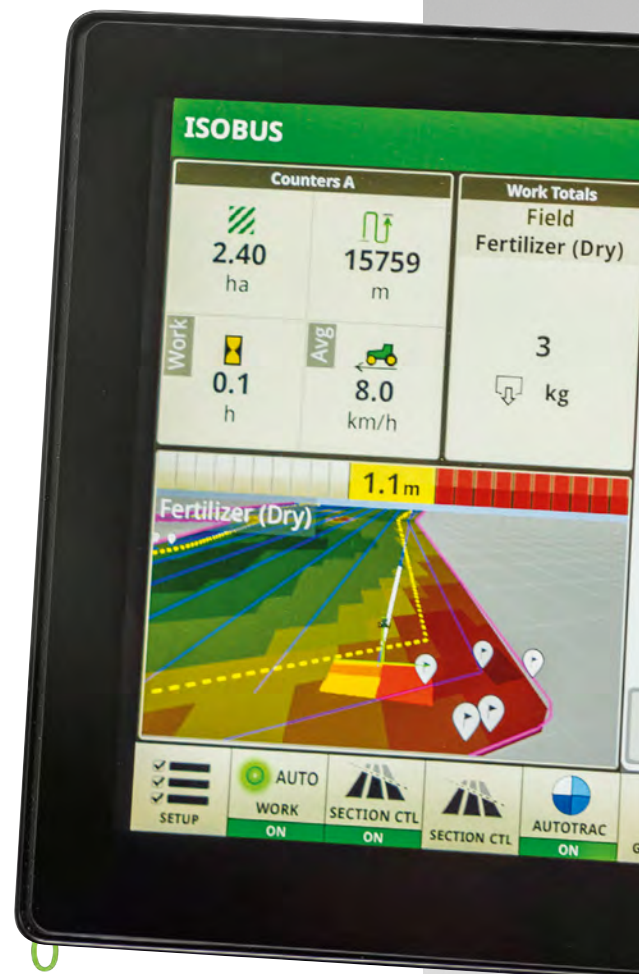 ISOBUS
Counters A
2.40
ha
15759
m
Work
0.1
h
Avg
8.0
km/h
Work Totals
Field
Fertilizer (Dry)
3
kg
1.1 m
Fertilizer (Dry)
SETUP
AUTO
WORK
ON
SECTION CTL
ON
SECTION CTL
AUTOTRAC
ON
G